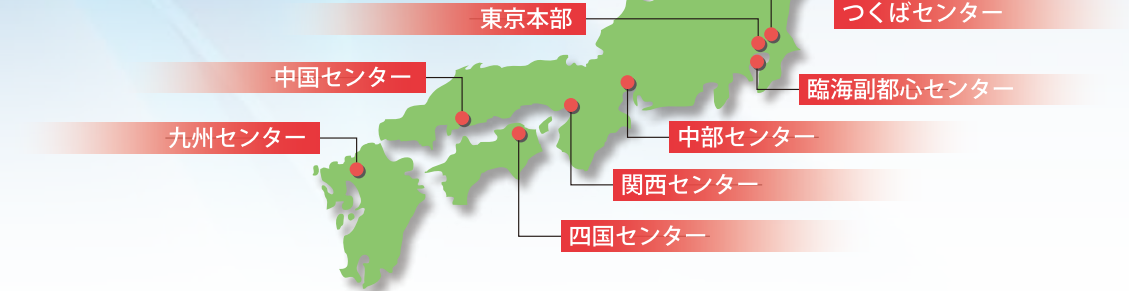 東京本部
つくばセンター
中国センター
臨海副都心センター
九州センター
中部センター
関西センター
四国センター